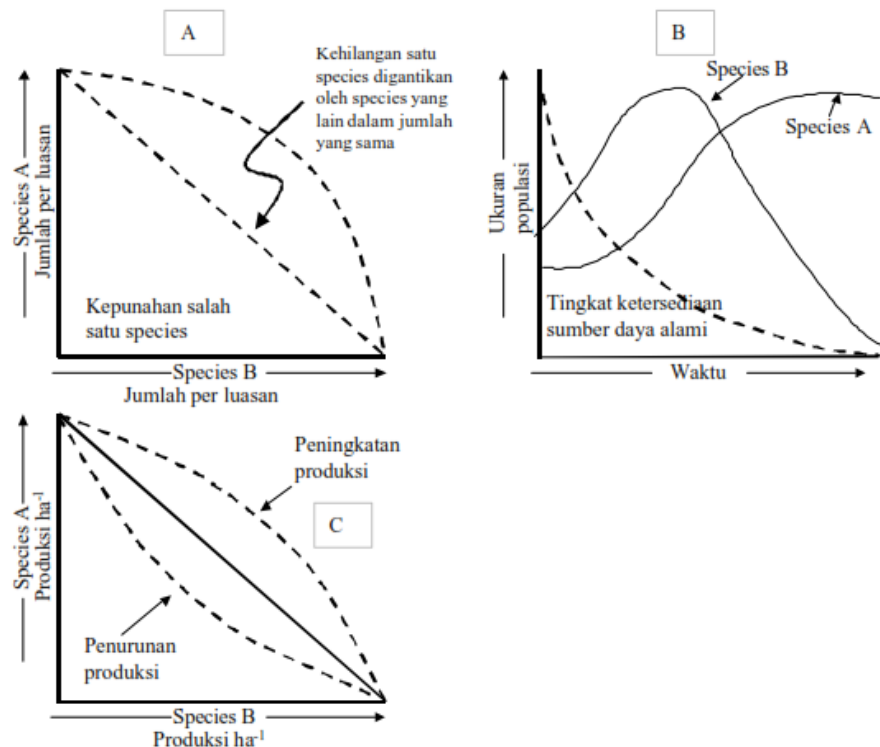 A
Kehilangan satu
species digantikan
oleh species yang
lain dalam jumlah
yang sama
Species A
Jumlah per luasan
Kepunahan salah
satu species
Species B
Jumlah per luasan
B
Species B
Species A
Ukuran
populasi
Tingkat ketersediaan
sumber daya alami
Waktu
Peningkatan
produksi
C
Species A
Produksi ha-1
Penurunan
produksi
Species B
Produksi ha-1